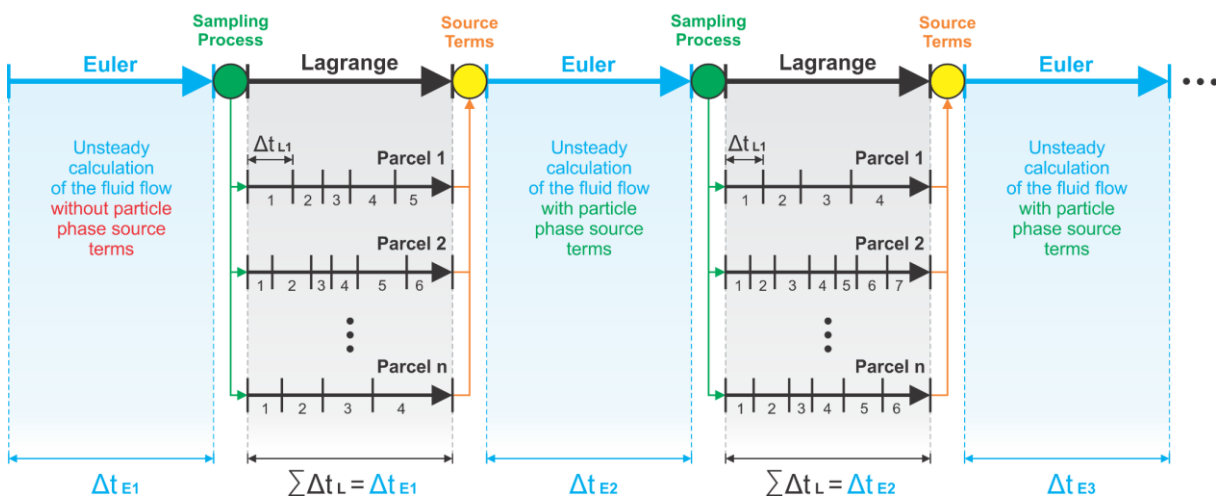 Sampling
Process
Source
Terms
Sampling
Process
Source
Terms
Euler
Lagrange
Euler
Lagrange
Euler
Unsteady
calculation
of the fluid flow
without particle
phase source
terms
Δt L1
Parcel 1
1 2 3 4 5
Parcel 2
1 2 3 4 5 6
Parcel n
1 2 3 4
Unsteady
calculation
of the fluid flow
with particle
phase source
terms
Δt L1
Parcel 1
1 2 3 4
Parcel 2
1 2 3 4 5 6 7
Parcel n
1 2 3 4 5 6
Unsteady
calculation
of the fluid flow
with particle
phase source
terms
Δt E1
∑Δt L = Δt E1
Δt E2
∑Δt L = Δt E2
Δt E3